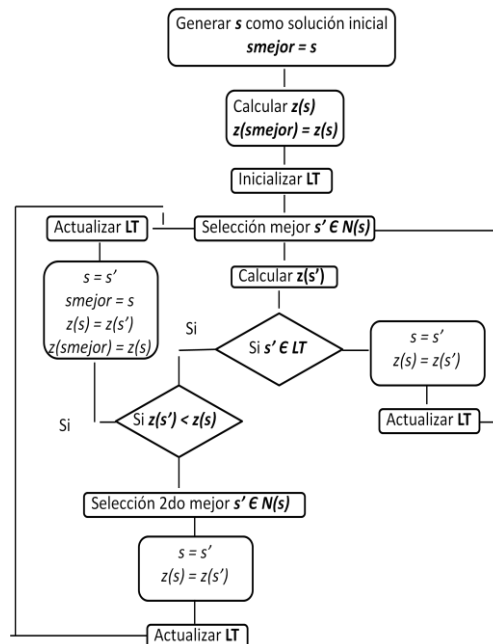 Generar s como solución inicial
smejor = s
Calcular z(s)
z(smejor) = z(s)
Inicializar LT
Actualizar LT
Selección mejor s' Є N(s)
Calcular z(s')
s = s'
smejor = s
z(s) = z(s')
z(smejor) = z(s)
Si
Si s' Є LT
s = s'
z(s) = z(s')
Actualizar LT
Si
Si z(s') < z(s)
Selección 2do mejor s' Є N(s)
s = s'
z(s) = z(s')
Actualizar LT